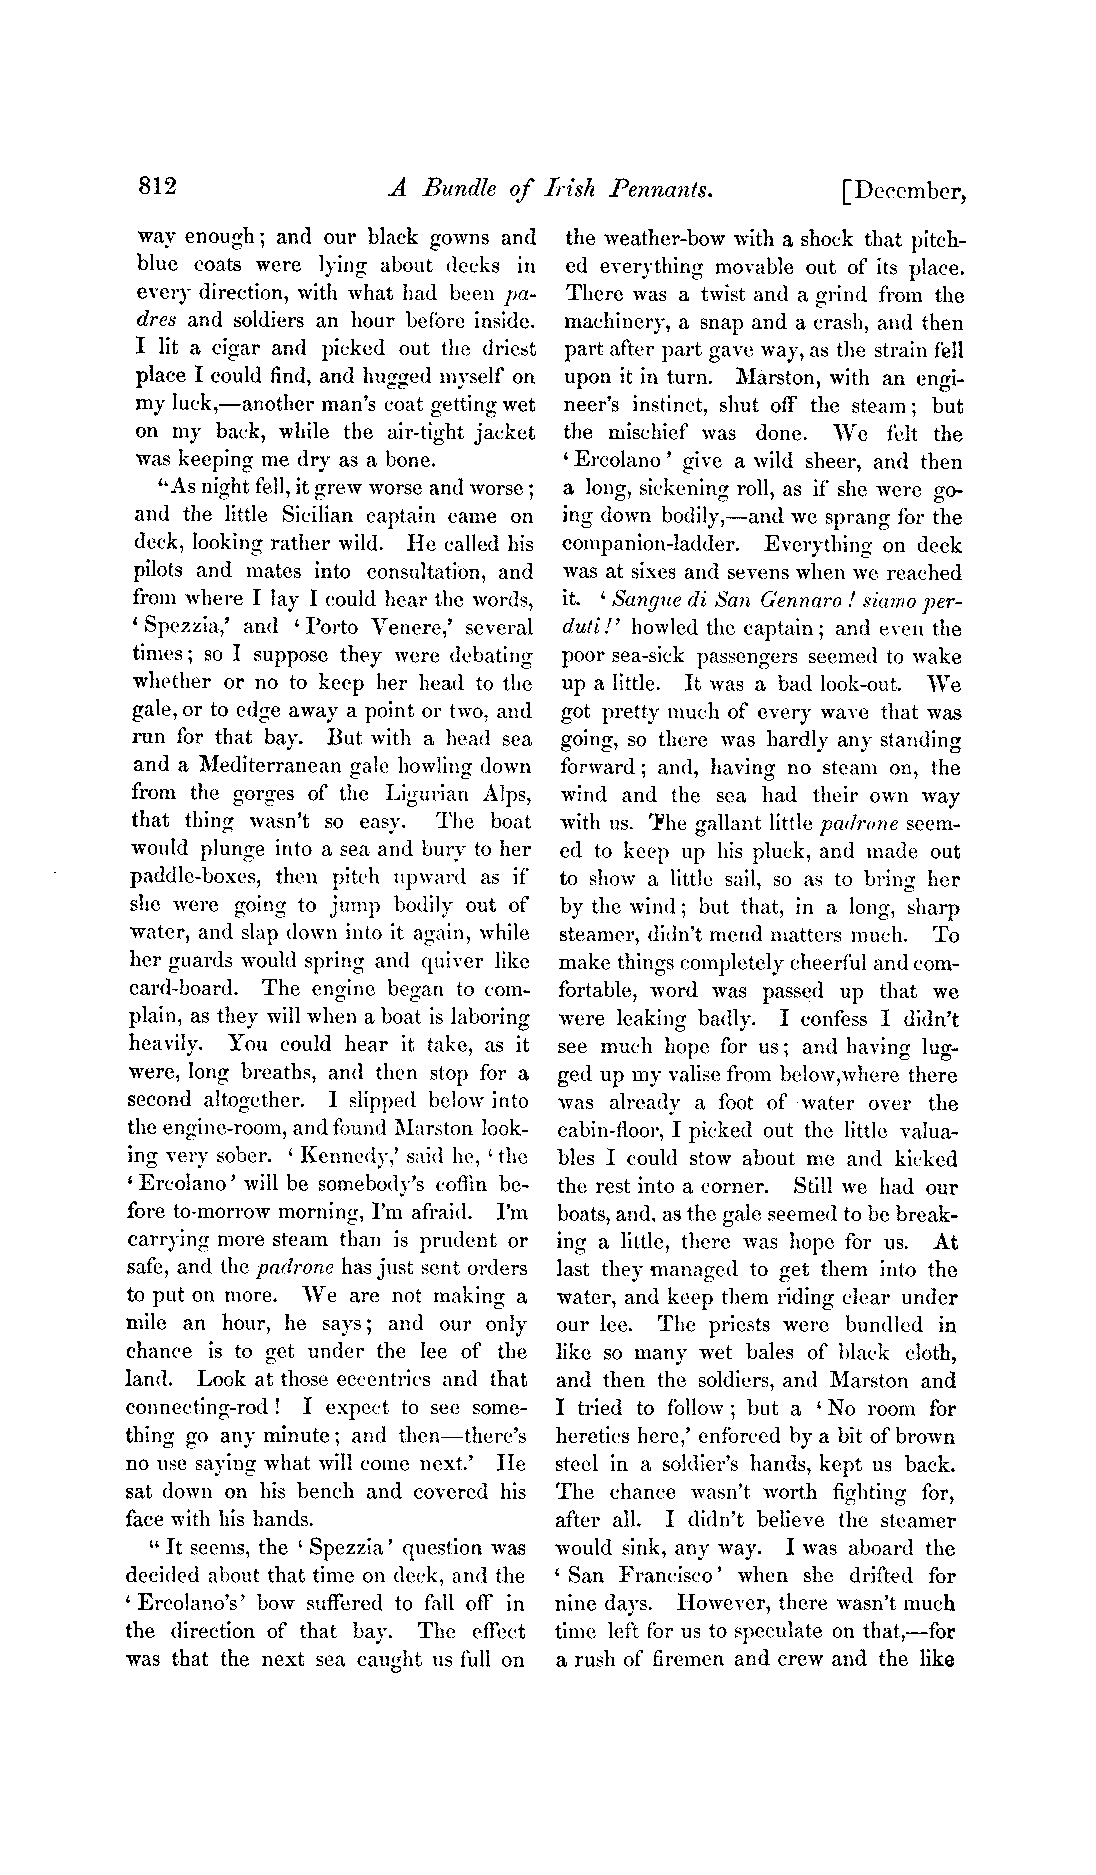 812 A Bundle of Irish Pennants. [December,
way enough; and our black gowns and
blue coats were lying about decks in
every direction, with what had been pa-
dres and soldiers an hour before inside.
I lit a cigar and picked out the driest
place I could find, and hugged myself on
my luck,—another man's coat getting wet
on my back, while the air-tight jacket
was keeping me dry as a bone.
"As night fell, it grew worse and worse;
and the little Sicilian captain came on
deck, looking rather wild. He called his
pilots and mates into consultation, and
from where I lay I could hear the words,
'Spezzia,' and 'Porto Venere,' several
times; so I suppose they were debating
whether or no to keep her head to the
gale, or to edge away a point or two, and
run for that bay. But with a head sea
and a Mediterranean gale howling down
from the gorges of the Ligurian Alps,
that thing wasn't so easy. The boat
would plunge into a sea and bury to her
paddle-boxes, then pitch upward as if
she were going to jump bodily out of
water, and slap down into it again, while
her guards would spring and quiver like
card-board. The engine began to com-
plain, as they will when a boat is laboring
heavily. You could hear it take, as it
were, long breaths, and then stop for a
second altogether. I slipped below into
the engine-room, and found Marston look-
ing very sober. 'Kennedy,' said he, 'the
'Ercolano' will be somebody's coffin be-
fore to-morrow morning, I'm afraid. I'm
carrying more steam than is prudent or
safe, and the padrone has just sent orders
to put on more. We are not making a
mile an hour, he says; and our only
chance is to get under the lee of the
land. Look at those eccentrics and that
connecting-rod! I expect to see some-
thing go any minute; and then—there's
no use saying what will come next.' He
sat down on his bench and covered his
face with his hands.
"It seems, the 'Spezzia' question was
decided about that time on deck, and the
'Ercolano's' bow suffered to fall off in
the direction of that bay. The effect
was that the next sea caught us full on
the weather-bow with a shock that pitch-
ed everything movable out of its place.
There was a twist and a grind from the
machinery, a snap and a crash, and then
part after part gave way, as the strain fell
upon it in turn. Marston, with an engi-
neer's instinct, shut off the steam; but
the mischief was done. We felt the
'Ercolano' give a wild sheer, and then
a long, sickening roll, as if she were go-
ing down bodily,—and we sprang for the
companion-ladder. Everything on deck
was at sixes and sevens when we reached
it. 'Sangue di San Gennaro! siamo per-
duti!' howled the captain; and even the
poor sea-sick passengers seemed to wake
up a little. It was a bad look-out. We
got pretty much of every wave that was
going, so there was hardly any standing
forward; and, having no steam on, the
wind and the sea had their own way
with us. The gallant little padrone seem-
ed to keep up his pluck, and made out
to show a little sail, so as to bring her
by the wind; but that, in a long, sharp
steamer, didn't mend matters much. To
make things completely cheerful and com-
fortable, word was passed up that we
were leaking badly. I confess I didn't
see much hope for us; and having lug-
ged up my valise from below, where there
was already a foot of water over the
cabin-floor, I picked out the little valua-
bles I could stow about me and kicked
the rest into a corner. Still we had our
boats, and, as the gale seemed to be break-
ing a little, there was hope for us. At
last they managed to get them into the
water, and keep them riding clear under
our lee. The priests were bundled in
like so many wet bales of black cloth,
and then the soldiers, and Marston and
I tried to follow; but a 'No room for
heretics here,' enforced by a bit of brown
steel in a soldier's hands, kept us back.
The chance wasn't worth fighting for,
after all. I didn't believe the steamer
would sink, any way. I was aboard the
'San Francisco' when she drifted for
nine days. However, there wasn't much
time left for us to speculate on that,—for
a rush of firemen and crew and the like